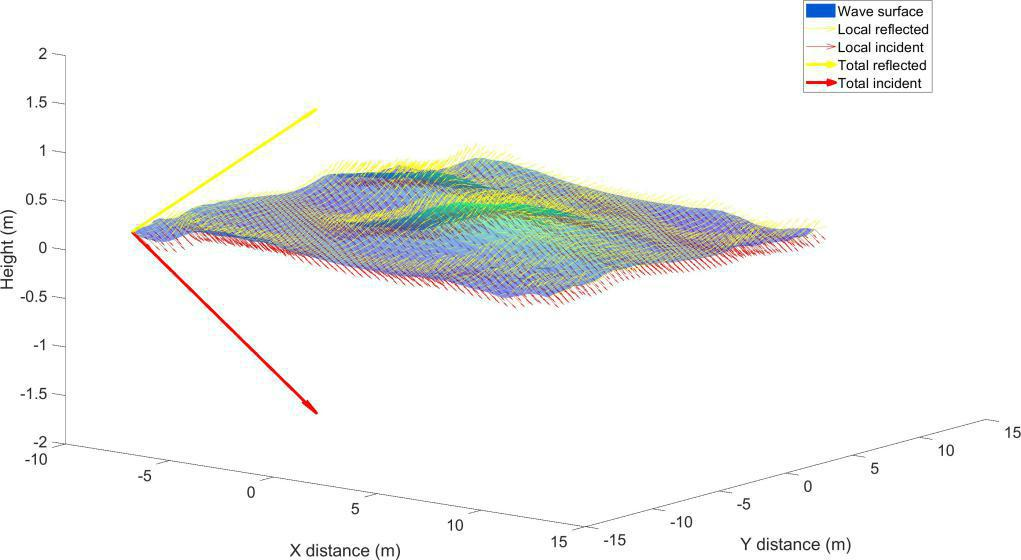 Wave surface
Local reflected
Local incident
Total reflected
Total incident
2
1.5
1
0.5
0
-0.5
-1
-1.5
-2
Height (m)
-10
-5
0
5
10
15
X distance (m)
-15
-10
-5
0
5
10
15
Y distance (m)